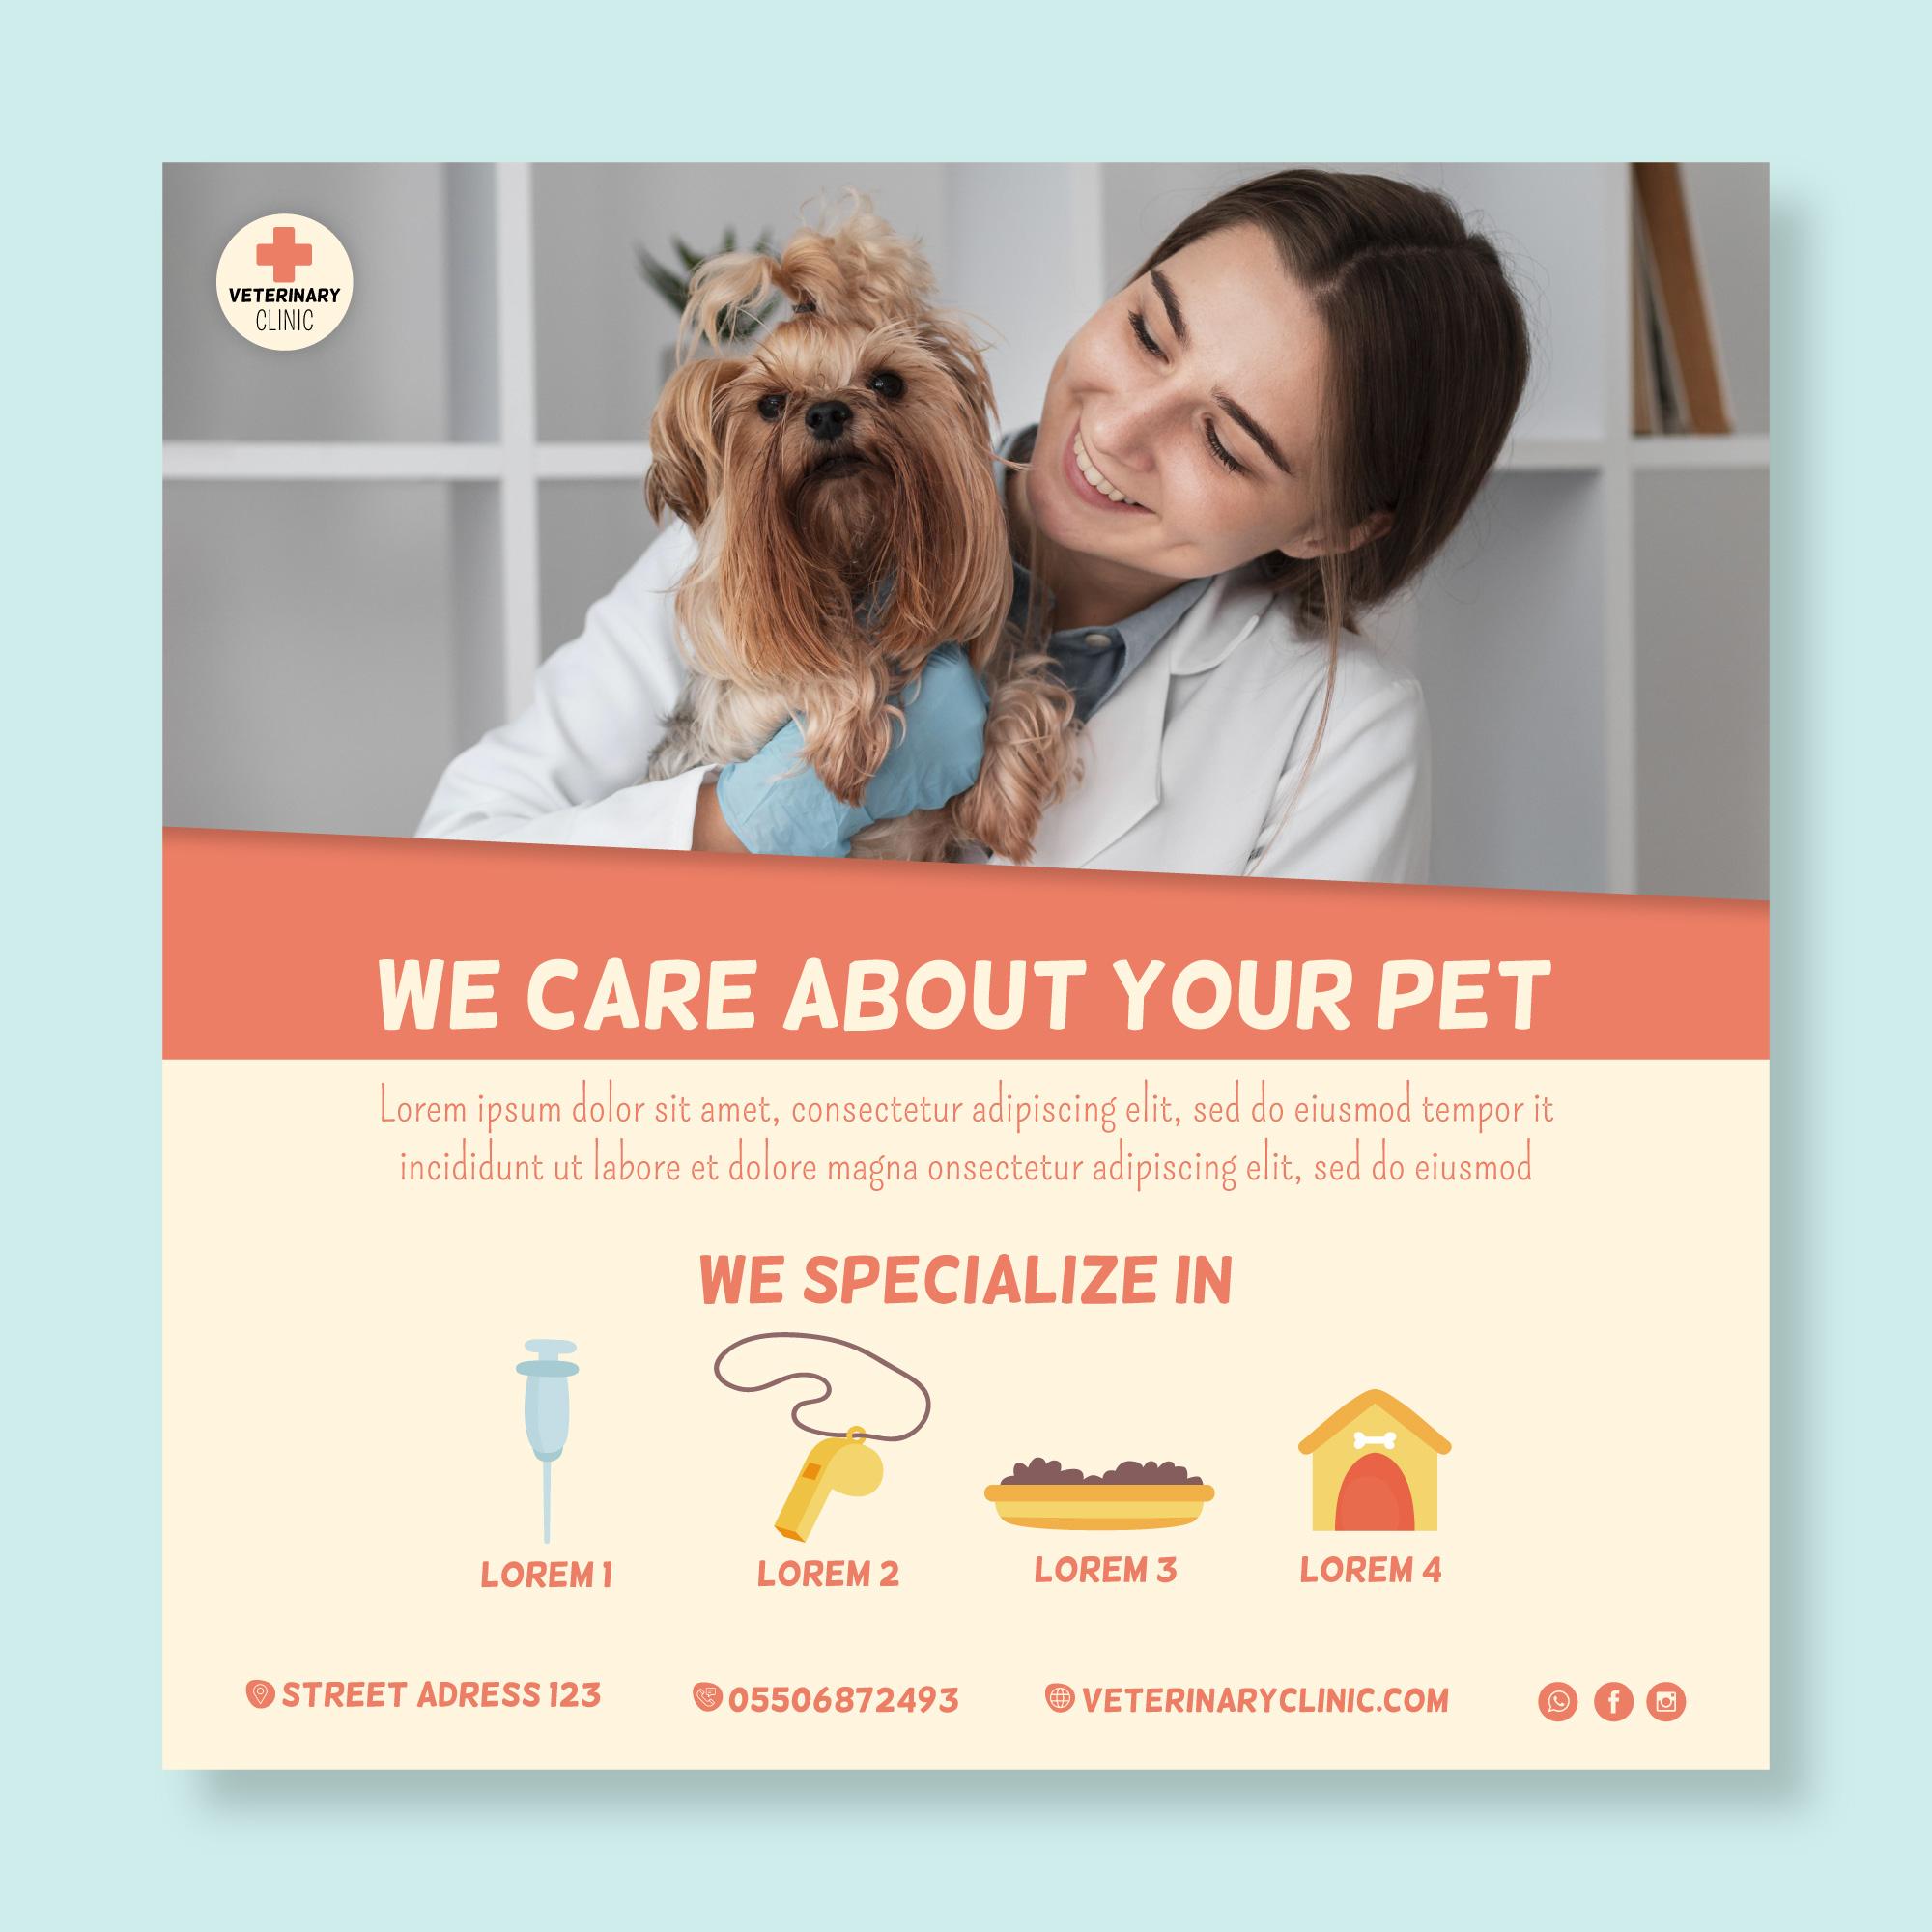 VETERINARY
CLINIC
WE CARE ABOUT YOUR PET
Lorem ipsum dolor sit amet, consectetur adipiscing elit, sed do eiusmod tempor it
incididunt ut labore et dolore magna onsectetur adipiscing elit, sed do eiusmod
WE SPECIALIZE IN
LOREM 1
LOREM 2
LOREM 3
LOREM 4
STREET ADRESS 123
05506872493
VETERINARYCLINIC.COM